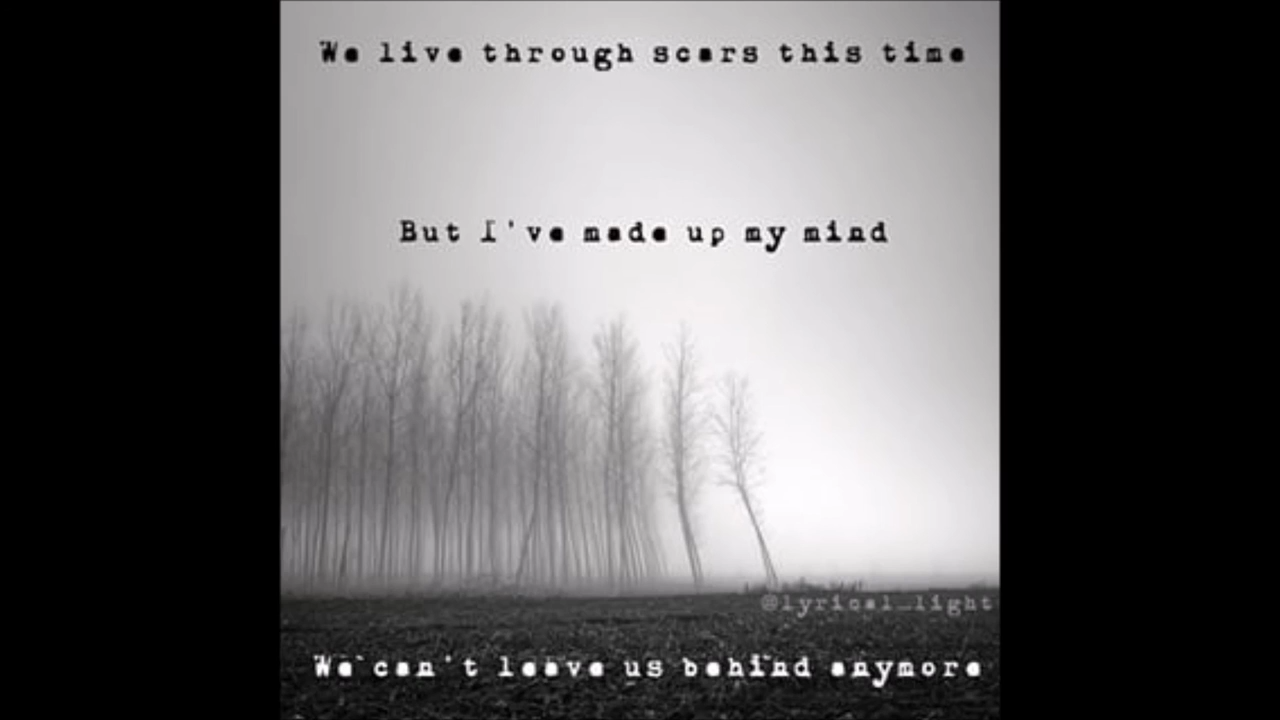 We live through scars this time
But I've made up my mind
@lyrical_light
We can't leave us behind anymore